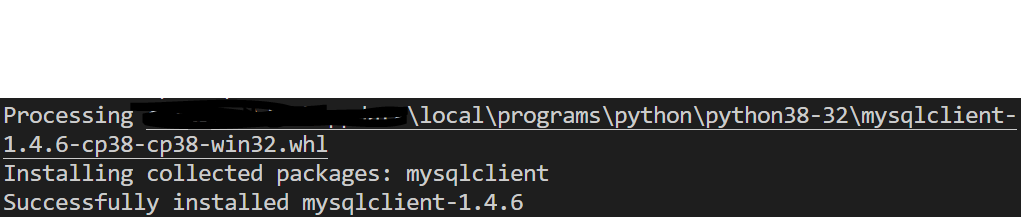 Processing \local\programs\python\python38-32\mysqlclient-
1.4.6-cp38-cp38-win32.whl
Installing collected packages: mysqlclient
Successfully installed mysqlclient-1.4.6